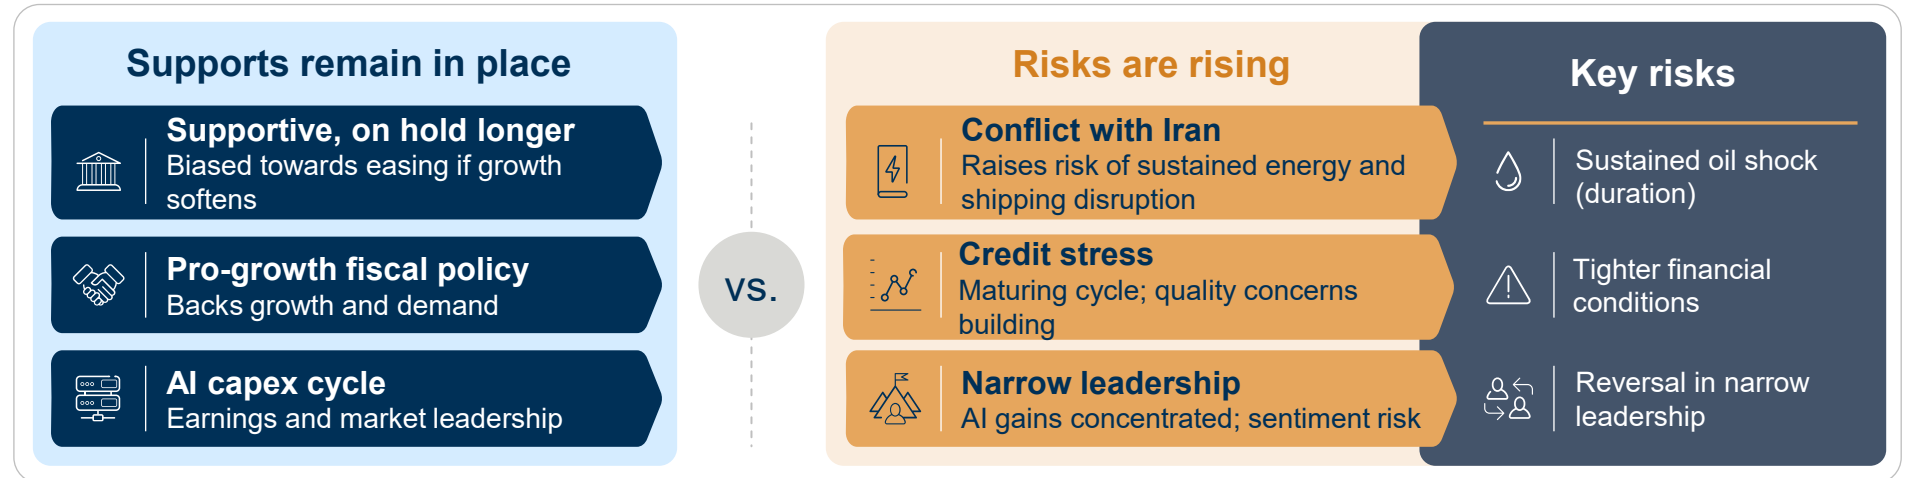 Supports remain in place
Supportive, on hold longer
Biased towards easing if growth
softens
Pro-growth fiscal policy
Backs growth and demand
AI capex cycle
Earnings and market leadership
vs.
Risks are rising
Conflict with Iran
Raises risk of sustained energy and
shipping disruption
Credit stress
Maturing cycle; quality concerns
building
Narrow leadership
AI gains concentrated; sentiment risk
Key risks
Sustained oil shock
(duration)
Tighter financial
conditions
Reversal in narrow
leadership